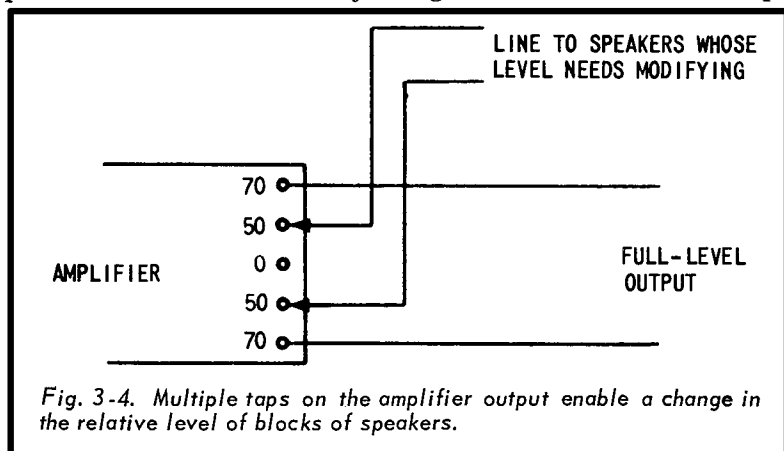 LINE TO SPEAKERS WHOSE
LEVEL NEEDS MODIFYING
70
50
0
50
70
AMPLIFIER
FULL-LEVEL
OUTPUT
Fig. 3-4. Multiple taps on the amplifier output enable a change in
the relative level of blocks of speakers.